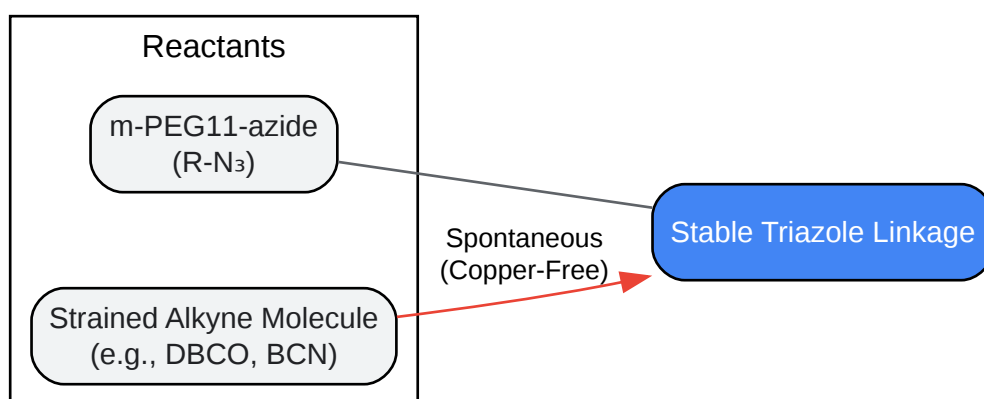 Reactants
m-PEG11-azide
(R-N₃)
Spontaneous
(Copper-Free)
Stable Triazole Linkage
Strained Alkyne Molecule
(e.g., DBCO, BCN)